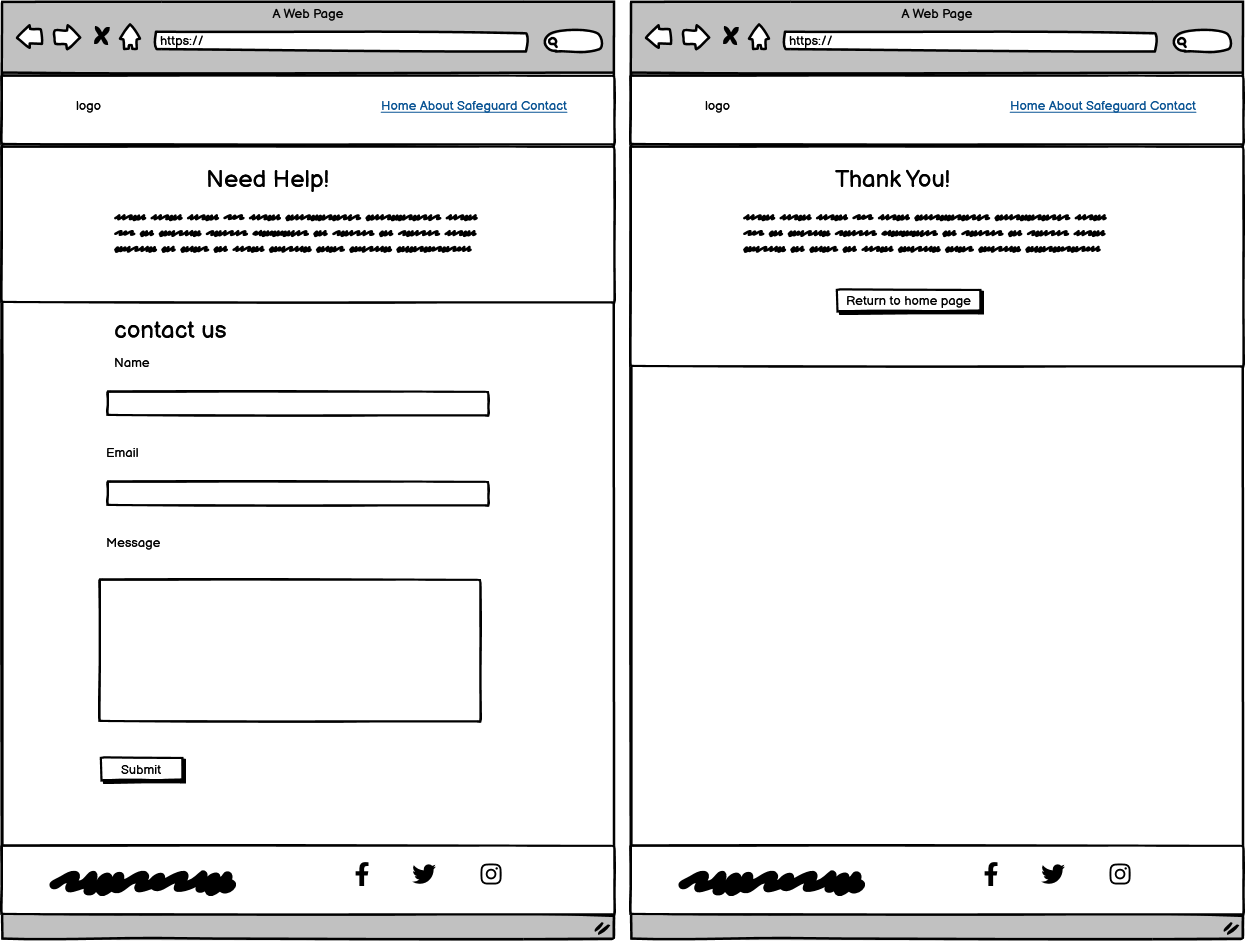 A Web Page
https://
logo
Home About Safeguard Contact
Need Help!
contact us
Name
Email
Message
Submit
A Web Page
https://
logo
Home About Safeguard Contact
Thank You!
Return to home page